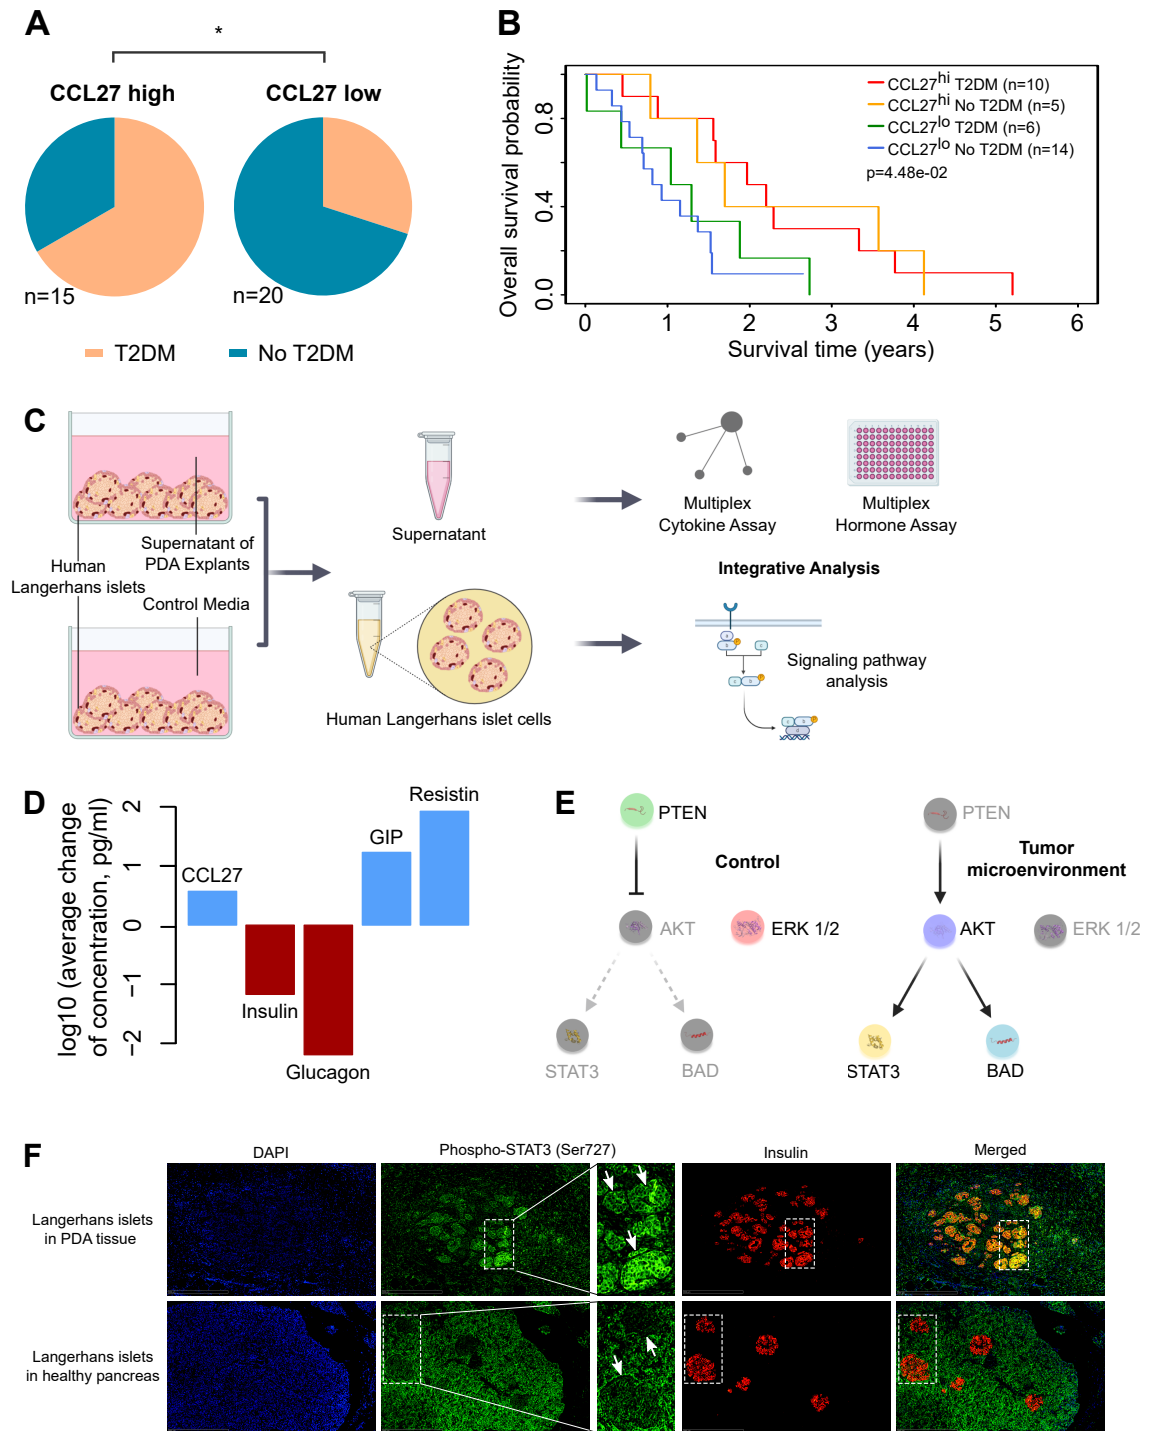 A
*
CCL27 high
CCL27 low
n=15
n=20
T2DM
No T2DM
B
Overall survival probability
0.8
0.4
0.0
CCL27hi T2DM (n=10)
CCL27hi No T2DM (n=5)
CCL27lo T2DM (n=6)
CCL27lo No T2DM (n=14)
p=4.48e-02
0 1 2 3 4 5 6
Survival time (years)
C
Human
Langerhans islets
Supernatant of
PDA Explants
Control Media
Supernatant
Human Langerhans islet cells
Multiplex
Cytokine Assay
Multiplex
Hormone Assay
Integrative Analysis
a
b
P
c
c
b
P
c
b
P
d
Signaling pathway
analysis
D
log10 (average change
of concentration, pg/ml)
2
1
0
−1
−2
CCL27
Insulin
Glucagon
GIP
Resistin
E
PTEN
Control
AKT
ERK 1/2
STAT3
BAD
PTEN
Tumor
microenvironment
AKT
ERK 1/2
STAT3
BAD
F
DAPI
Phospho-STAT3 (Ser727)
Insulin
Merged
Langerhans islets
in PDA tissue
Langerhans islets
in healthy pancreas